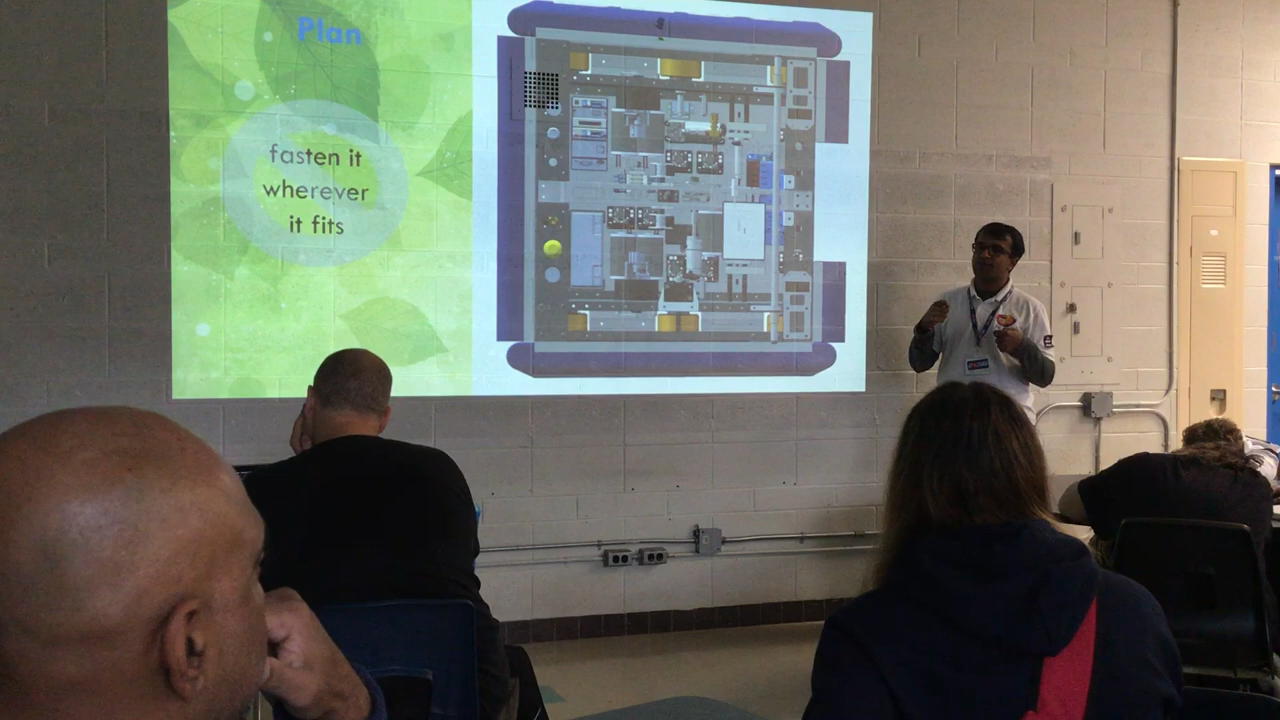 Plan
fasten it
wherever
it fits